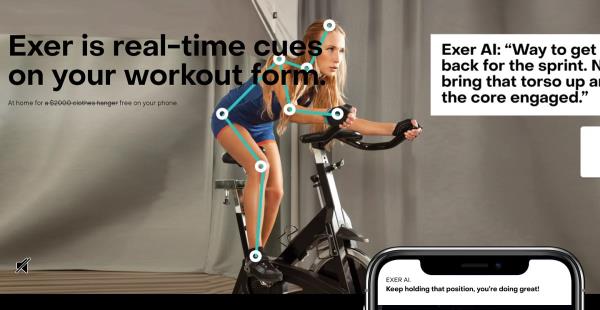 Exer is real-time cues
on your workout form.
At home for a $2000 clothes hanger free on your phone.
Exer AI: “Way to get
back for the sprint. N
bring that torso up a
the core engaged.”
EXER AI.
Keep holding that position, you're doing great!